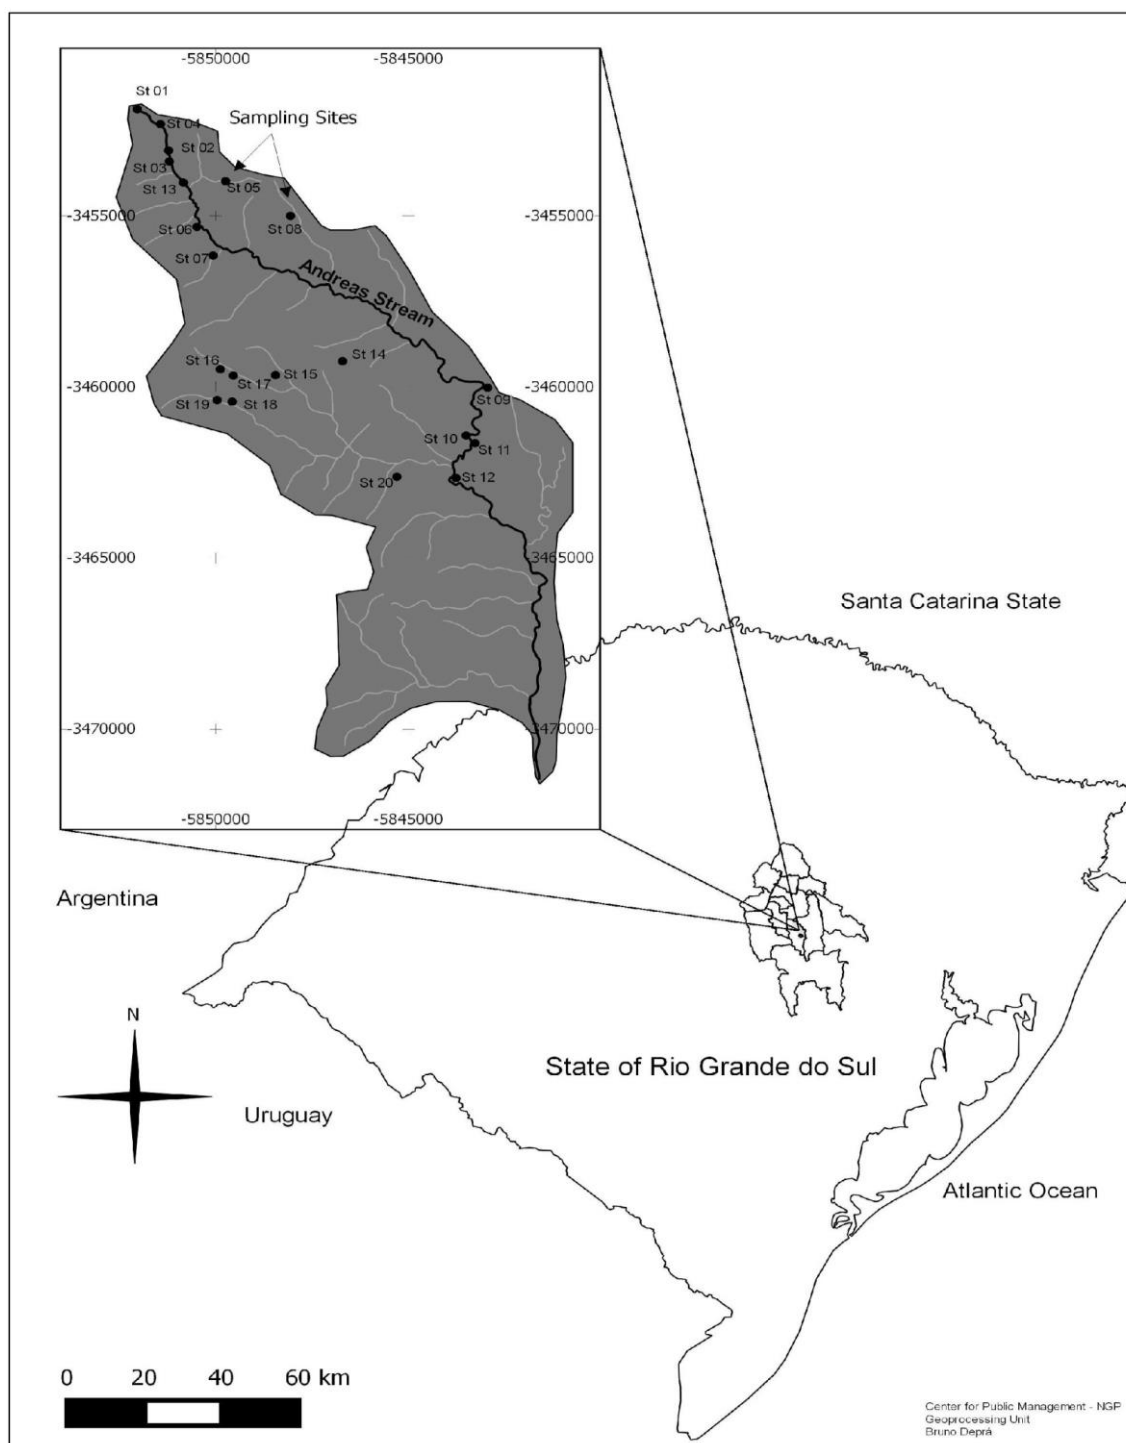 -5850000 -5845000
St 01
Sampling Sites
St 04
St 02
St 03
St 13
St 05
-3455000 -3455000
St 08
St 06
St 07
Andreas Stream
St 14
St 16
St 15
St 17
-3460000 -3460000
St 09
St 19
St 18
St 10
St 11
St 20
St 12
-3465000 -3465000
Santa Catarina State
-3470000 -3470000
-5850000 -5845000
Argentina
N
State of Rio Grande do Sul
Uruguay
Atlantic Ocean
0 20 40 60 km
Center for Public Management - NGP
Geoprocessing Unit
Bruno Deprá